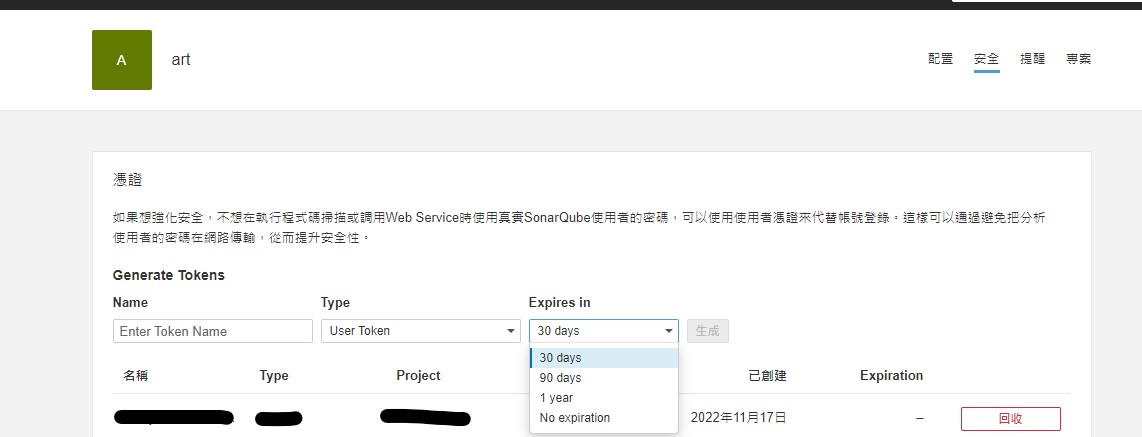 A
art
配置 安全 提醒 專案
憑證
如果想強化安全，不想在執行程式碼掃描或調用Web Service時使用真實SonarQube使用者的密碼，可以使用使用者憑證來代替帳號登錄。這樣可以通過避免把分析
使用者的密碼在網路傳輸，從而提升安全性。
Generate Tokens
Name Type Expires in
Enter Token Name User Token 30 days 生成
30 days
90 days
1 year
No expiration
名稱 Type Project 已創建 Expiration
2022年11月17日 – 回收